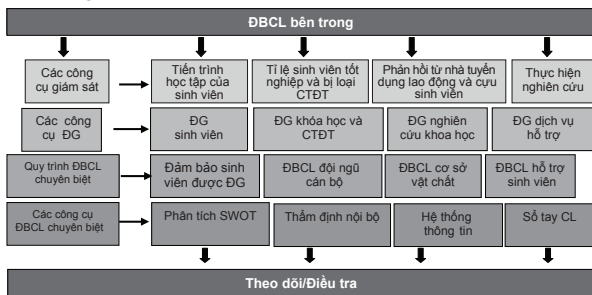 ĐBCL bên trong
Các công
cụ giám sát
Tiến trình
học tập của
sinh viên
Tỉ lệ sinh viên tốt
nghiệp và bị loại
CTĐT
Phản hồi từ nhà tuyển
dụng lao động và cựu
sinh viên
Thực hiện
nghiên cứu
Các công
cụ ĐG
ĐG
sinh viên
ĐG khóa học và
CTĐT
ĐG nghiên
cứu khoa học
ĐG dịch vụ
hỗ trợ
Quy trình ĐBCL
chuyên biệt
Đảm bảo sinh
viên được ĐG
ĐBCL đội ngũ
cán bộ
ĐBCL cơ sở
vật chất
ĐBCL hỗ trợ
sinh viên
Các công cụ
ĐBCL chuyên biệt
Phân tích SWOT
Thẩm định nội bộ
Hệ thống
thông tin
Sổ tay CL
Theo dõi/Điều tra